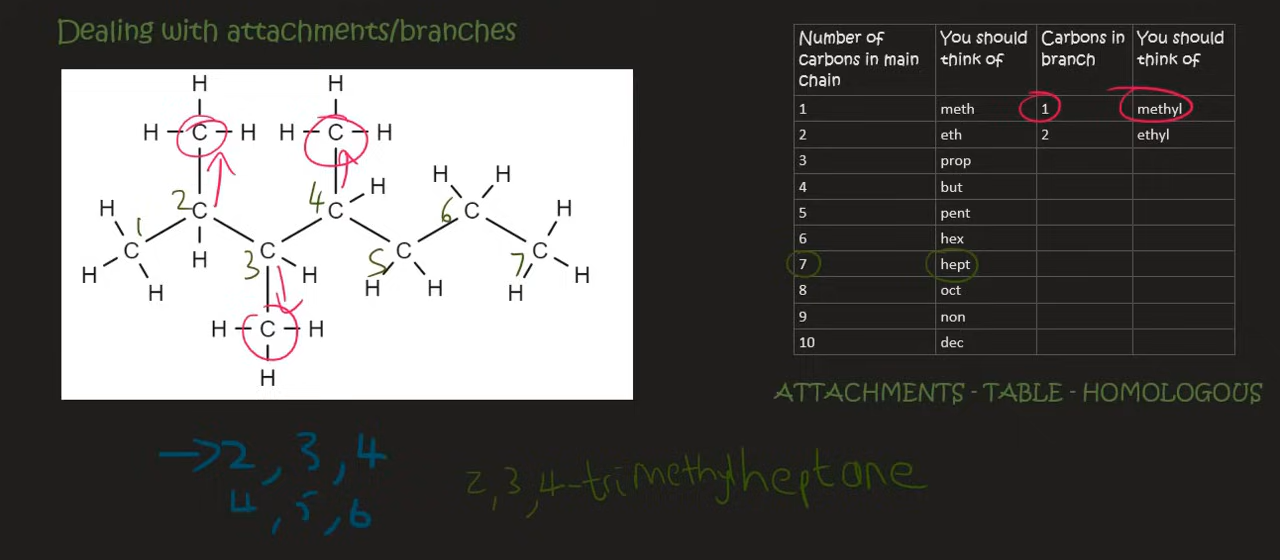 Dealing with attachments/branches
H H
H C H H C H
H H
H 2 C 4 C H 6 C H
1 C H 3 C H 5 C 7 C
H H H H H H H
H C H
H
Number of carbons in main chain You should think of Carbons in branch You should think of
1 meth 1 methyl
2 eth 2 ethyl
3 prop
4 but
5 pent
6 hex
7 hept
8 oct
9 non
10 dec
ATTACHMENTS - TABLE - HOMOLOGOUS
→2, 3, 4
4, 5, 6
2,3,4-trimethylheptane